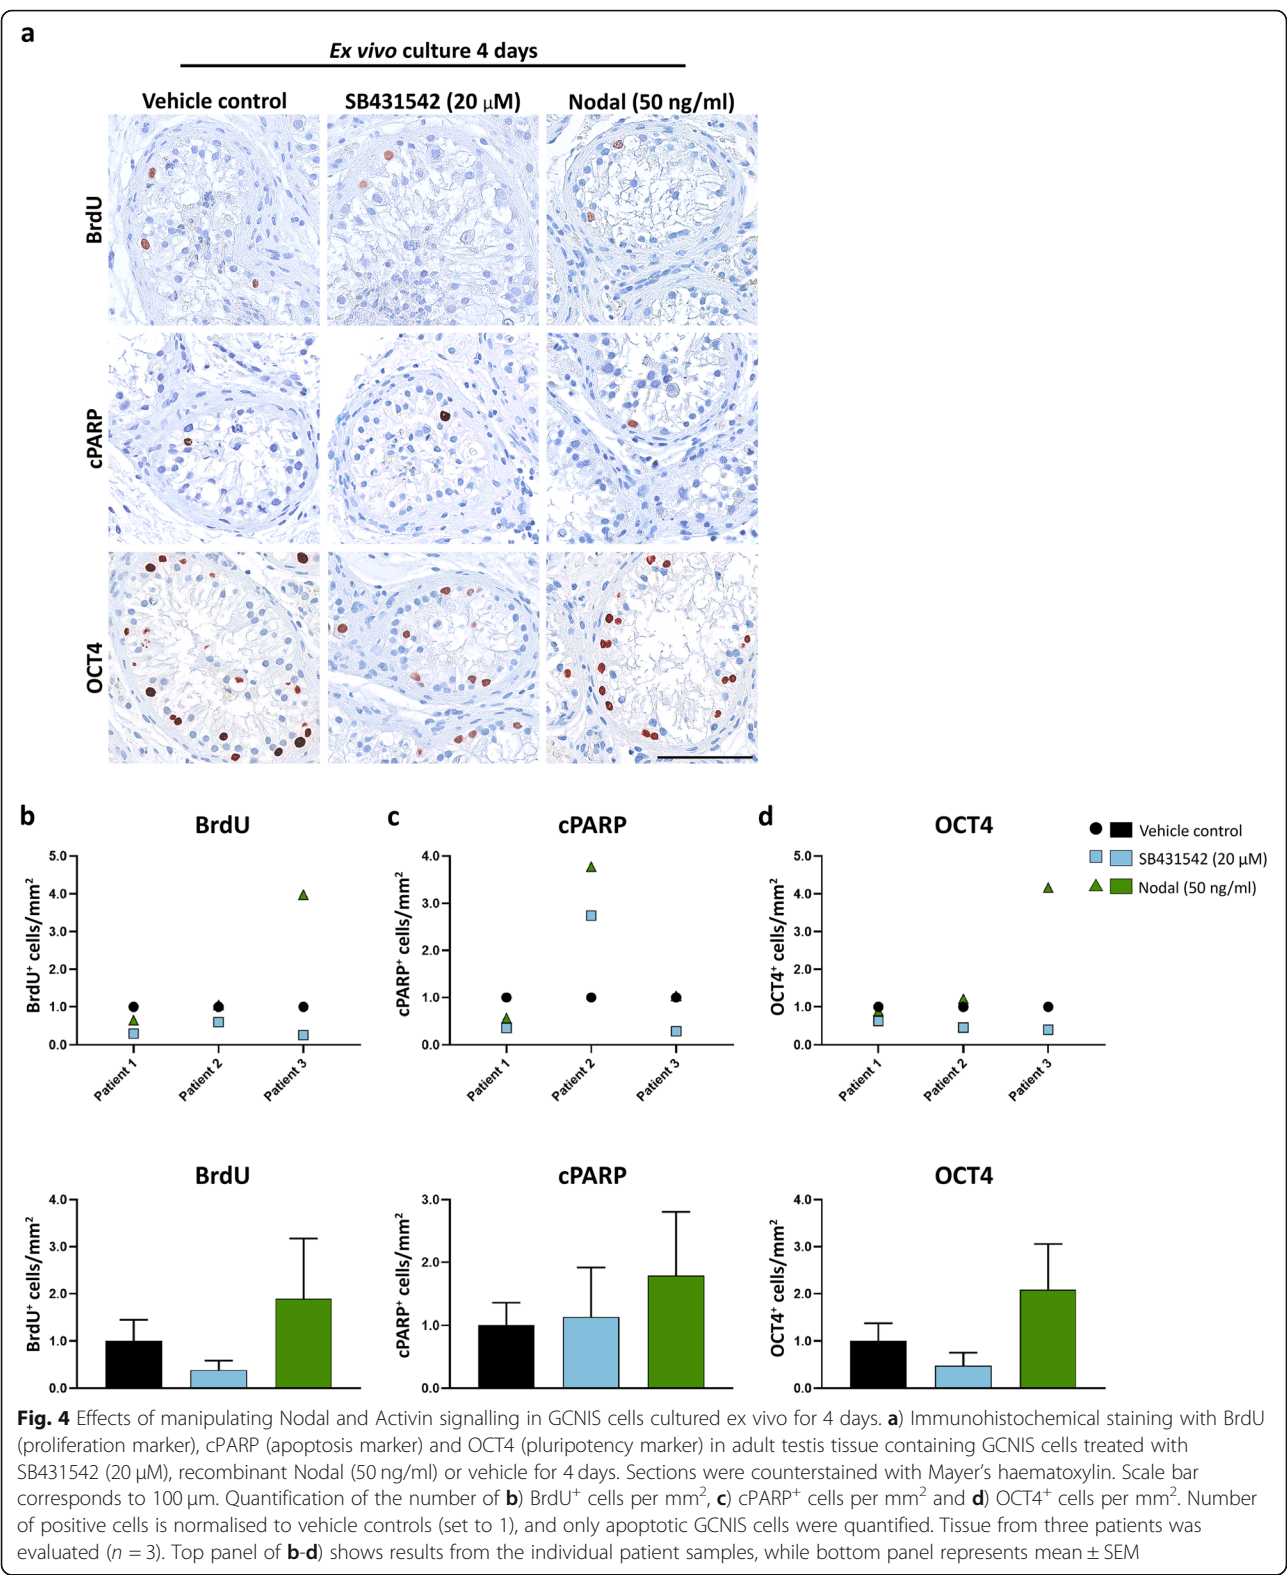 a
Ex vivo culture 4 days
Vehicle control SB431542 (20 µM) Nodal (50 ng/ml)
BrdU
cPARP
OCT4
b
BrdU
BrdU+ cells/mm²
5.0
4.0
3.0
2.0
1.0
0.0
Patient 1 Patient 2 Patient 3
c
cPARP
cPARP+ cells/mm²
4.0
3.0
2.0
1.0
0.0
Patient 1 Patient 2 Patient 3
d
OCT4
OCT4+ cells/mm²
5.0
4.0
3.0
2.0
1.0
0.0
Patient 1 Patient 2 Patient 3
Vehicle control
SB431542 (20 µM)
Nodal (50 ng/ml)
BrdU
BrdU+ cells/mm²
4.0
3.0
2.0
1.0
0.0
cPARP
cPARP+ cells/mm²
3.0
2.0
1.0
0.0
OCT4
OCT4+ cells/mm²
4.0
3.0
2.0
1.0
0.0
Fig. 4 Effects of manipulating Nodal and Activin signalling in GCNIS cells cultured ex vivo for 4 days. a) Immunohistochemical staining with BrdU
(proliferation marker), cPARP (apoptosis marker) and OCT4 (pluripotency marker) in adult testis tissue containing GCNIS cells treated with
SB431542 (20 µM), recombinant Nodal (50 ng/ml) or vehicle for 4 days. Sections were counterstained with Mayer's haematoxylin. Scale bar
corresponds to 100 µm. Quantification of the number of b) BrdU+ cells per mm², c) cPARP+ cells per mm² and d) OCT4+ cells per mm². Number
of positive cells is normalised to vehicle controls (set to 1), and only apoptotic GCNIS cells were quantified. Tissue from three patients was
evaluated (n = 3). Top panel of b-d) shows results from the individual patient samples, while bottom panel represents mean ± SEM